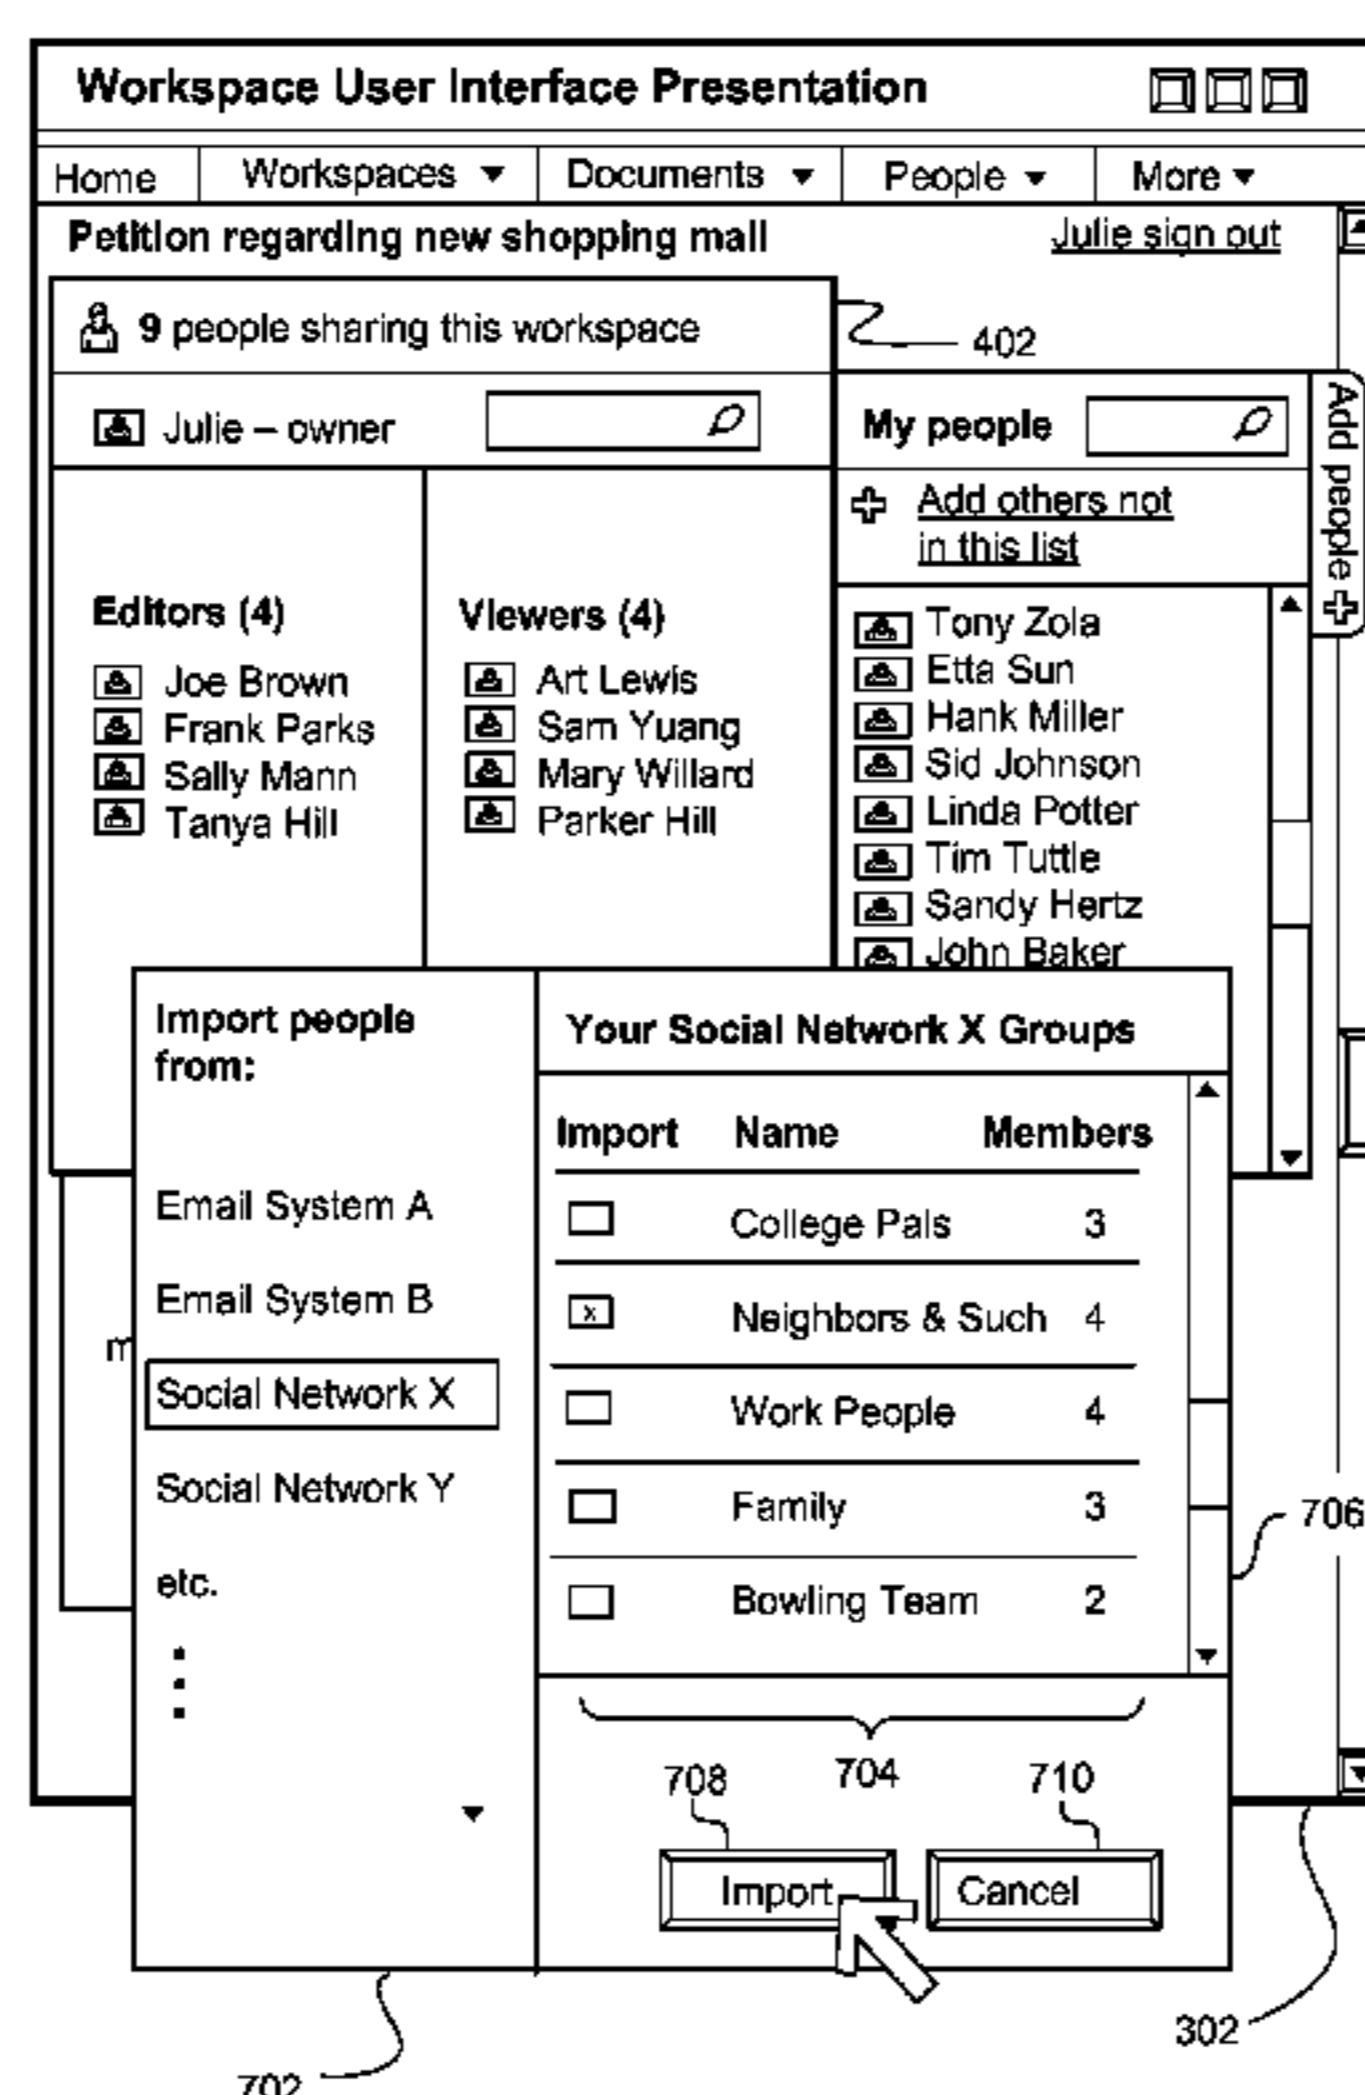 Workspace User Interface Presentation
Home Workspaces Documents People More
Petition regarding new shopping mall Julie sign out
9 people sharing this workspace
402
Julie – owner
My people
Add people
Add others not
in this list
Editors (4)
Joe Brown
Frank Parks
Sally Mann
Tanya Hill
Viewers (4)
Art Lewis
Sam Yuang
Mary Willard
Parker Hill
Tony Zola
Etta Sun
Hank Miller
Sid Johnson
Linda Potter
Tim Tuttle
Sandy Hertz
John Baker
Import people
from:
Email System A
Email System B
Social Network X
Social Network Y
etc.
Your Social Network X Groups
Import Name Members
College Pals 3
x Neighbors & Such 4
Work People 4
Family 3
Bowling Team 2
706
704
708
710
Import
Cancel
302
702